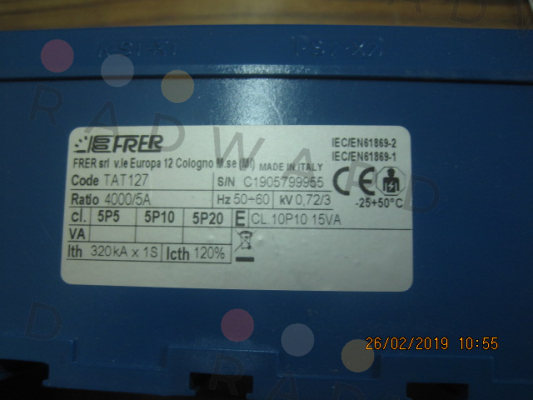 FRER
IEC/EN61869-2
IEC/EN61869-1
FRER srl v.le Europa 12 Cologno M.se (MI) MADE IN ITALY
Code TAT127 S/N C1905799955
Ratio 4000/5A Hz 50-60 kV 0,72/3
-25+50°C
cl. 5P5 5P10 5P20 E CL.10P10 15VA
VA
Ith 320kA x 1S Icth 120%
RADWARD
26/02/2019 10:55